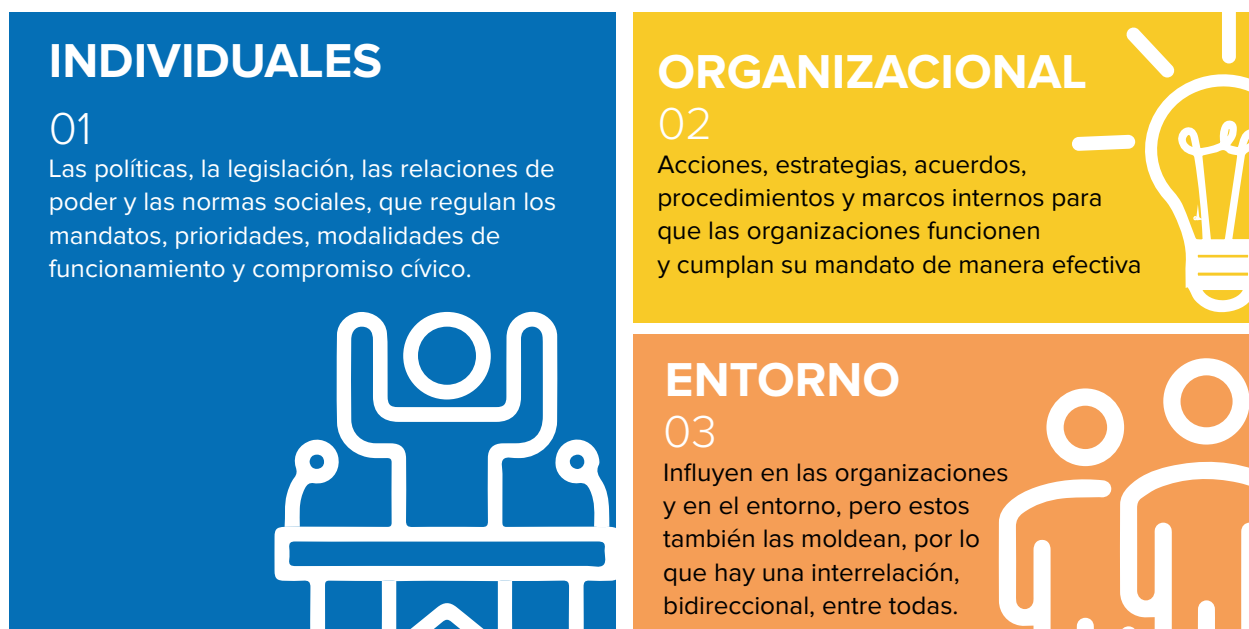 INDIVIDUALES
01
Las políticas, la legislación, las relaciones de
poder y las normas sociales, que regulan los
mandatos, prioridades, modalidades de
funcionamiento y compromiso cívico.
ORGANIZACIONAL
02
Acciones, estrategias, acuerdos,
procedimientos y marcos internos para
que las organizaciones funcionen
y cumplan su mandato de manera efectiva
ENTORNO
03
Influyen en las organizaciones
y en el entorno, pero estos
también las moldean, por lo
que hay una interrelación,
bidireccional, entre todas.